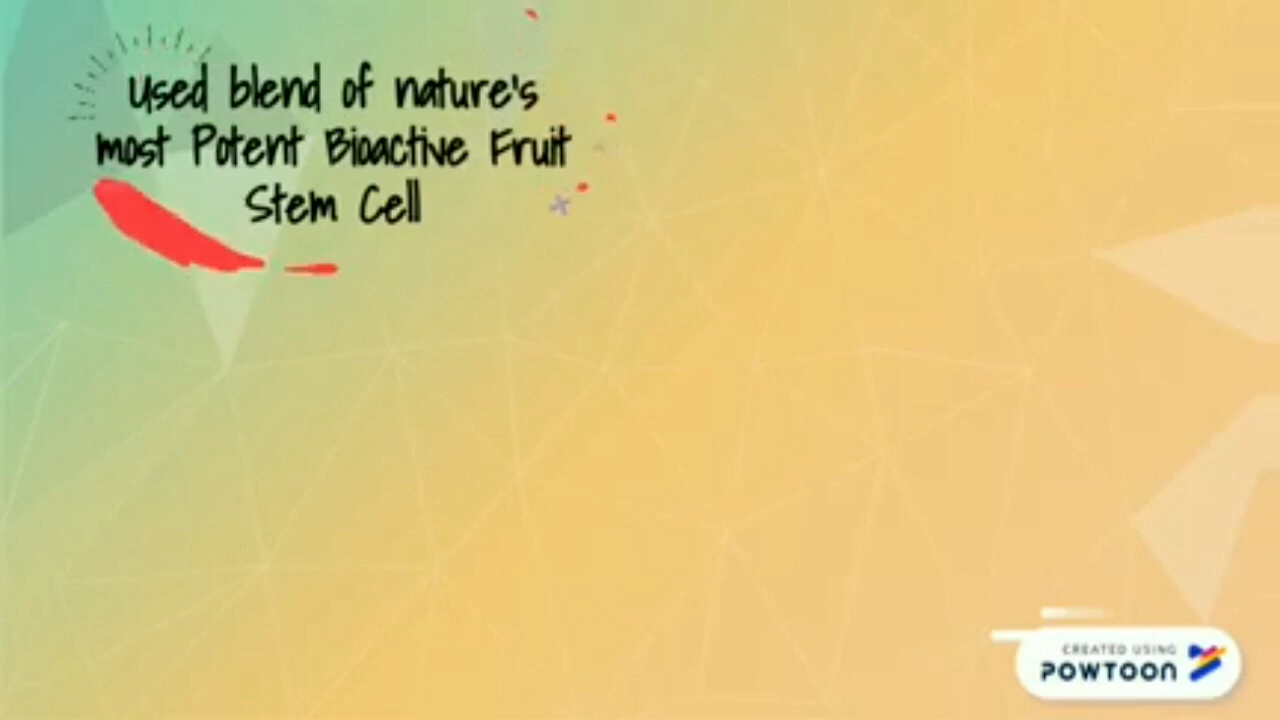 Used blend of nature's
most Potent Bioactive Fruit
Stem Cell
CREATED USING
POWTOON